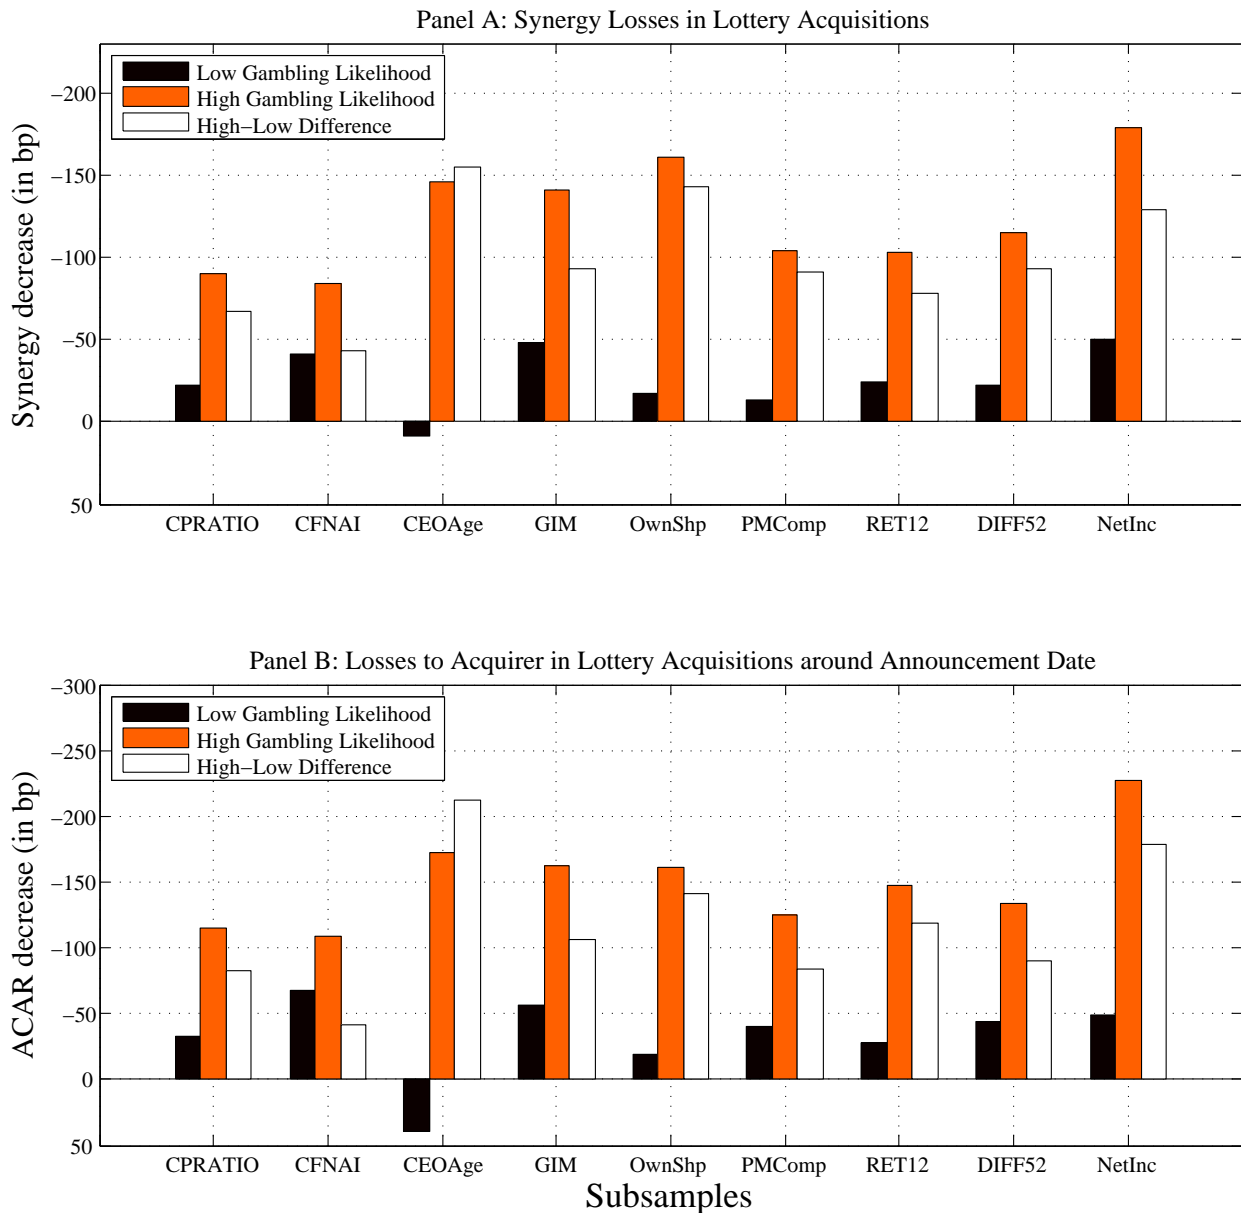 Panel A: Synergy Losses in Lottery Acquisitions
Low Gambling Likelihood
High Gambling Likelihood
High−Low Difference
Synergy decrease (in bp)
−200
−150
−100
−50
0
50
CPRATIO CFNAI CEOAge GIM OwnShp PMComp RET12 DIFF52 NetInc
Panel B: Losses to Acquirer in Lottery Acquisitions around Announcement Date
Low Gambling Likelihood
High Gambling Likelihood
High−Low Difference
ACAR decrease (in bp)
−300
−250
−200
−150
−100
−50
0
50
CPRATIO CFNAI CEOAge GIM OwnShp PMComp RET12 DIFF52 NetInc
Subsamples